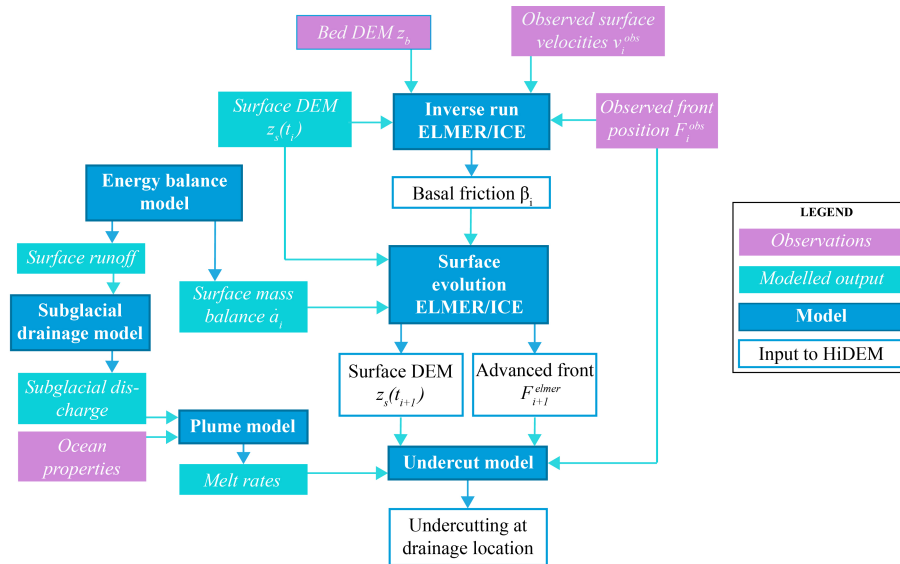 Bed DEM z_b
Observed surface
velocities v_i^obs
Surface DEM
z_s(t_i)
Inverse run
ELMER/ICE
Observed front
position F_i^obs
Energy balance
model
Basal friction β_i
Surface runoff
Surface mass
balance ȧ_i
Surface
evolution
ELMER/ICE
Subglacial
drainage model
Surface DEM
z_s(t_{i+1})
Advanced front
F_{i+1}^elmer
Subglacial dis-
charge
Ocean
properties
Plume model
Melt rates
Undercut model
Undercutting at
drainage location
LEGEND
Observations
Modelled output
Model
Input to HiDEM